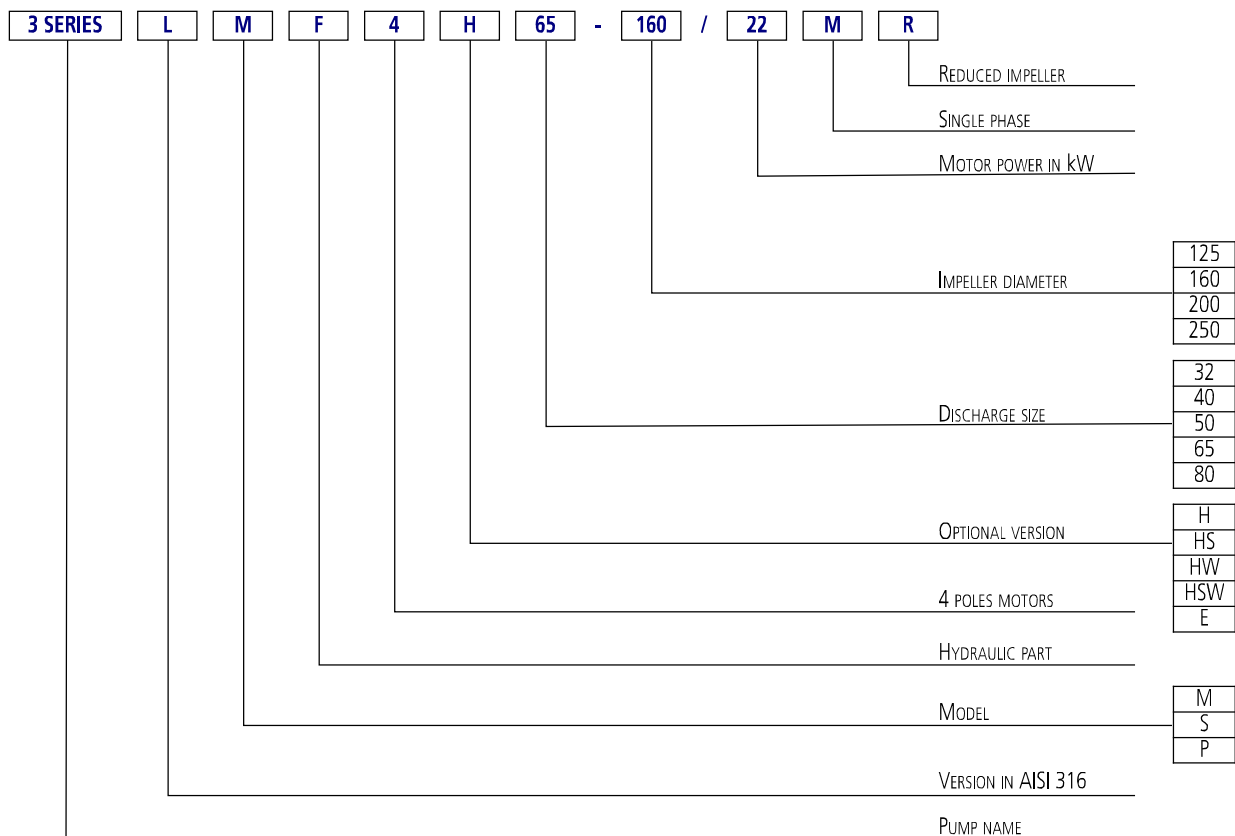 3 SERIES L M F 4 H 65 - 160 / 22 M R
REDUCED IMPELLER
SINGLE PHASE
MOTOR POWER IN kW
125
IMPELLER DIAMETER 160
200
250
32
40
DISCHARGE SIZE 50
65
80
H
OPTIONAL VERSION HS
HW
4 POLES MOTORS HSW
E
HYDRAULIC PART
M
MODEL S
P
VERSION IN AISI 316
PUMP NAME